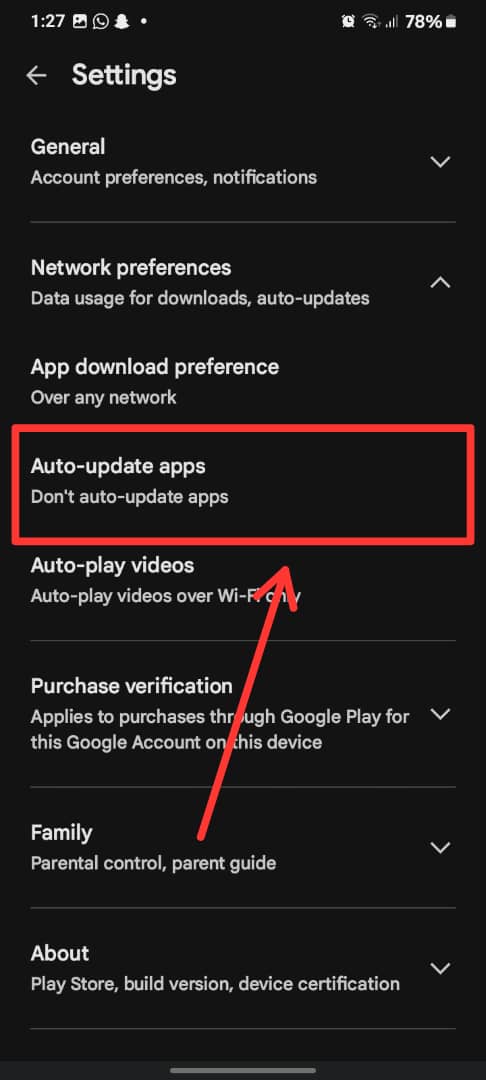 1:27
78%
Settings
General
Account preferences, notifications
Network preferences
Data usage for downloads, auto-updates
App download preference
Over any network
Auto-update apps
Don't auto-update apps
Auto-play videos
Auto-play videos over Wi-Fi only
Purchase verification
Applies to purchases through Google Play for
this Google Account on this device
Family
Parental control, parent guide
About
Play Store, build version, device certification